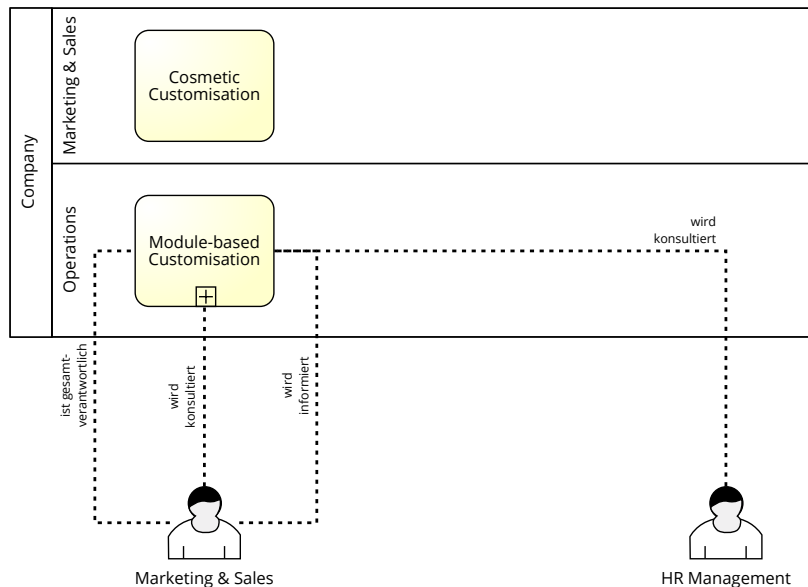 Company
Marketing & Sales
Cosmetic
Customisation
Operations
Module-based
Customisation
wird
konsultiert
ist gesamt-
verantwortlich
wird
konsultiert
wird
informiert
Marketing & Sales
HR Management